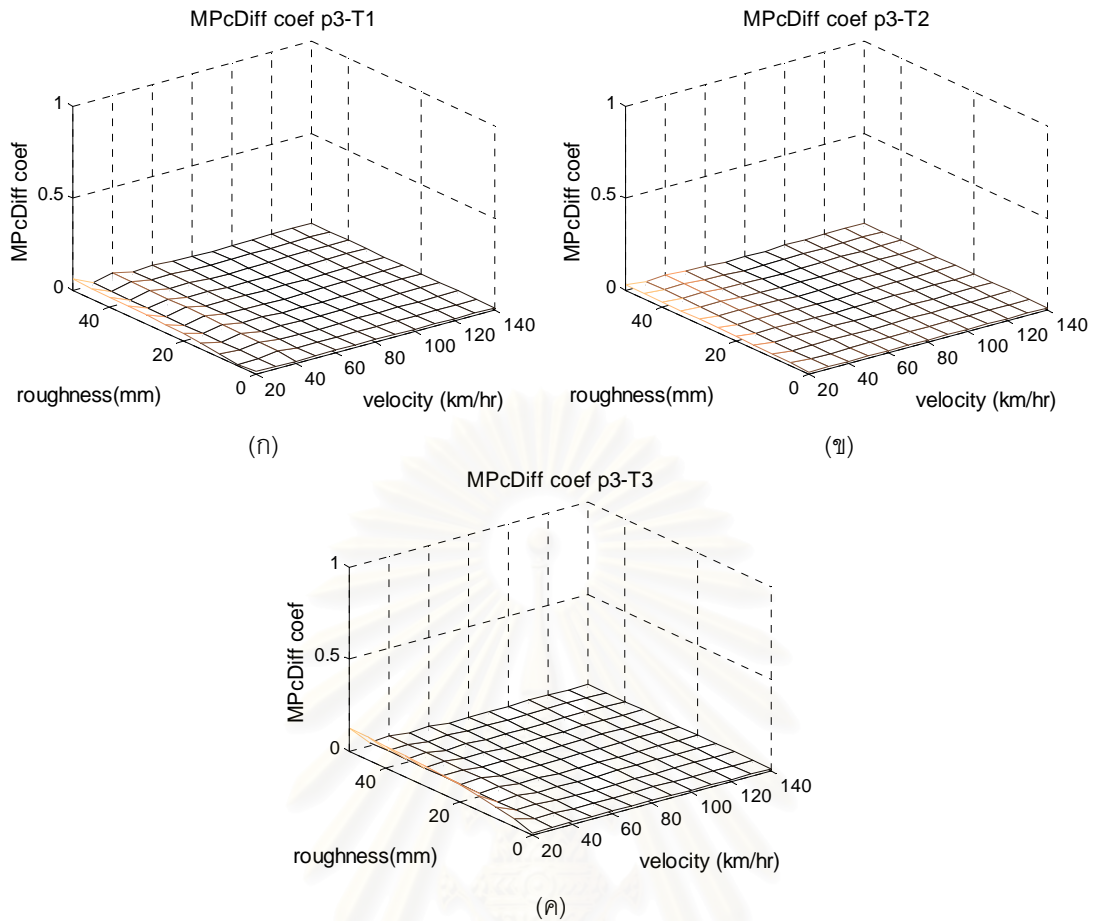 MPcDiff coef p3-T1
1
0.5
0
MPcDiff coef
40
20
0
roughness(mm)
20
40
60
80
100
120
140
velocity (km/hr)
(ก)
MPcDiff coef p3-T2
1
0.5
0
MPcDiff coef
40
20
0
roughness(mm)
20
40
60
80
100
120
140
velocity (km/hr)
(ข)
MPcDiff coef p3-T3
1
0.5
0
MPcDiff coef
40
20
0
roughness(mm)
20
40
60
80
100
120
140
velocity (km/hr)
(ค)